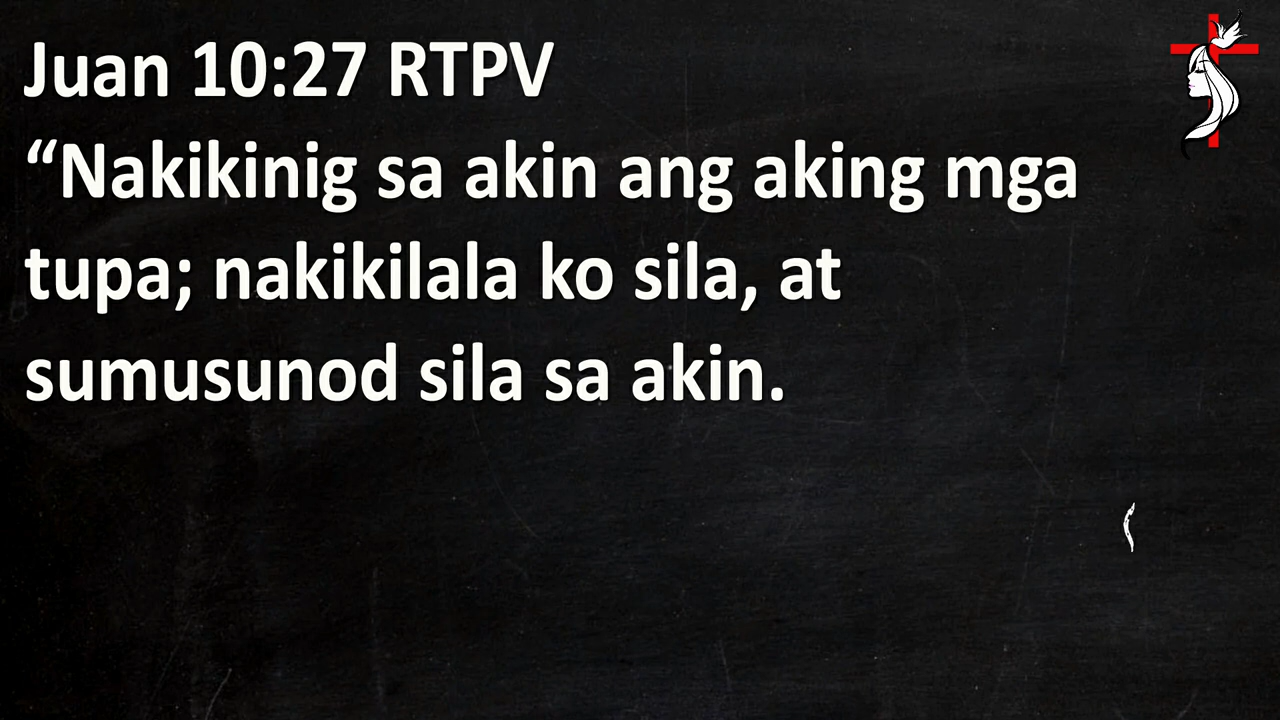 Juan 10:27 RTPV
“Nakikinig sa akin ang aking mga
tupa; nakikilala ko sila, at
sumusunod sila sa akin.